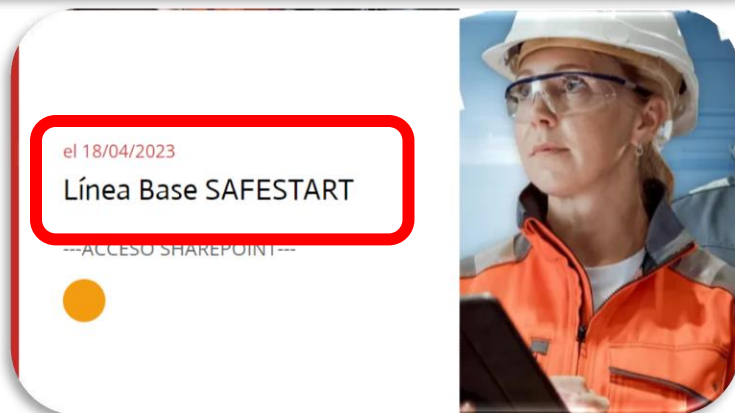 el 18/04/2023
Línea Base SAFESTART
---ACCESO SHAREPOINT---